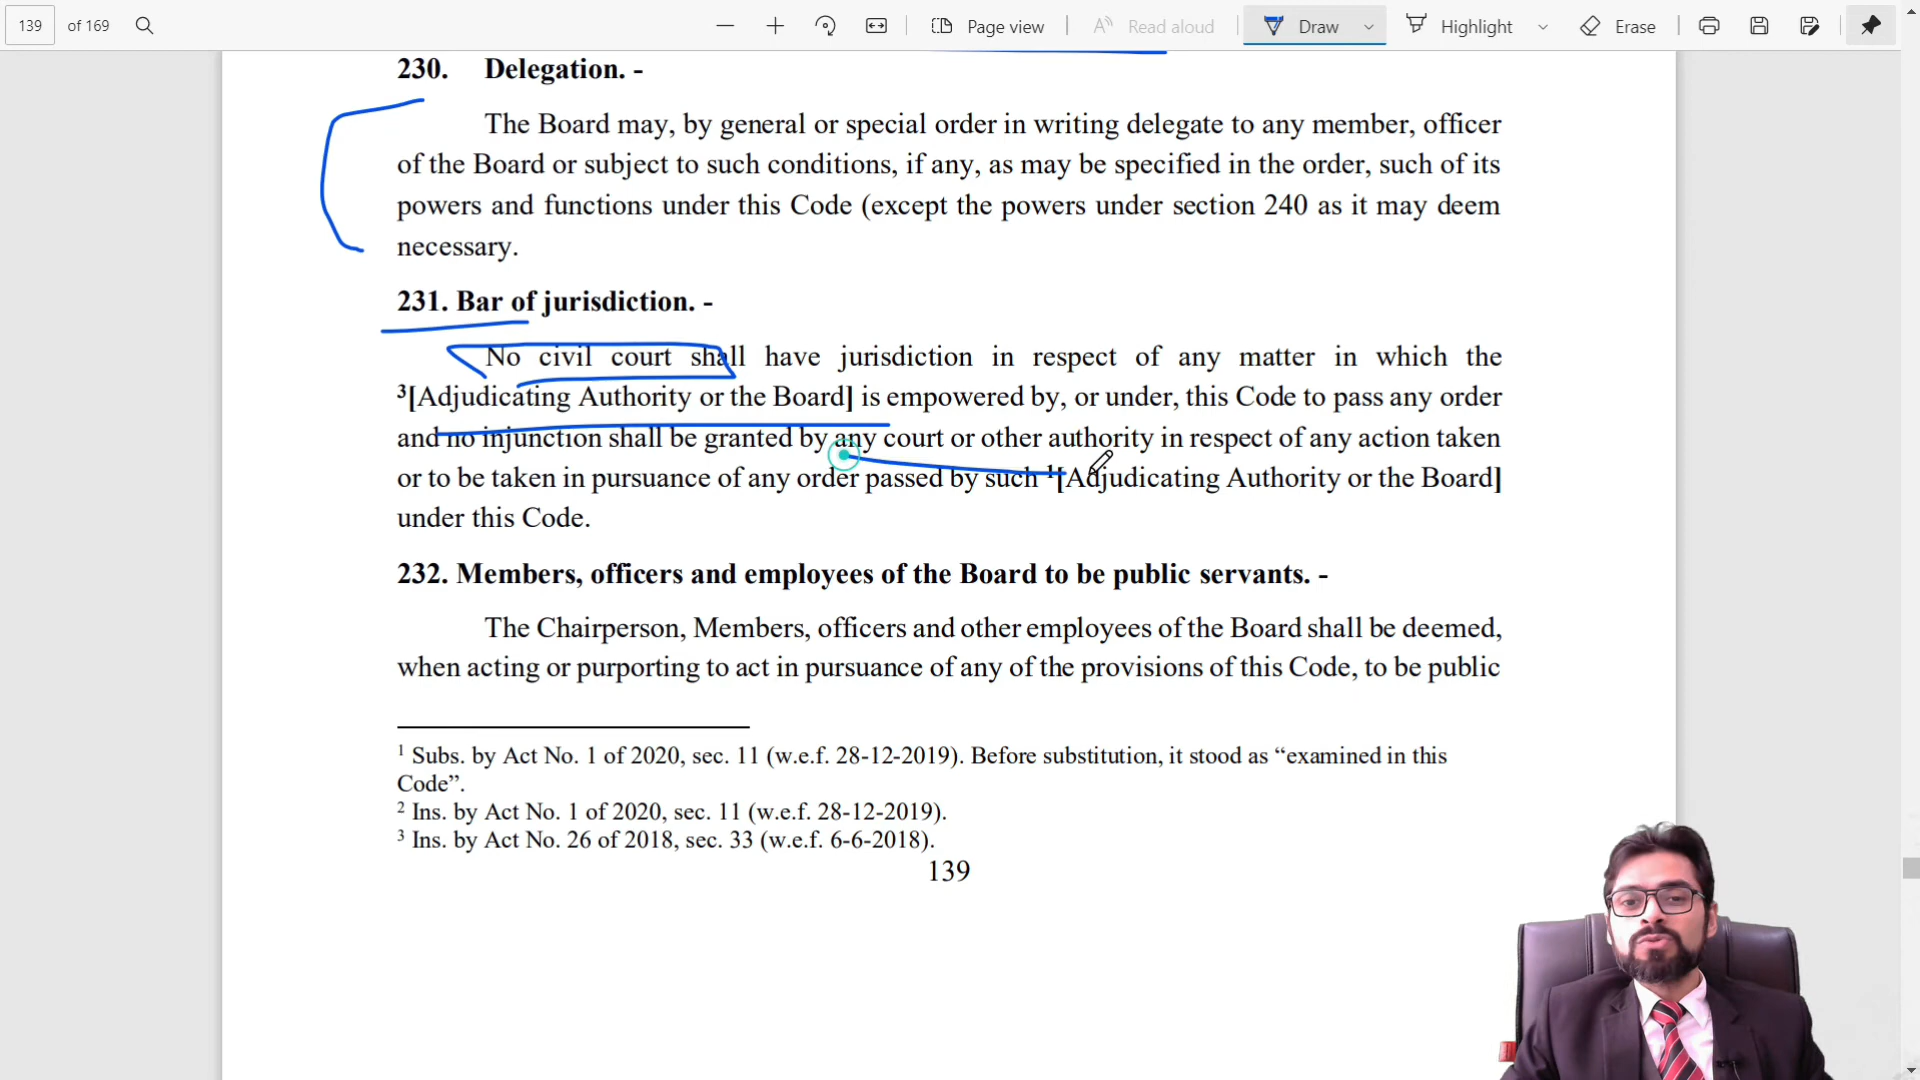 139 of 169 Page view Read aloud Draw Highlight Erase
230. Delegation. -
The Board may, by general or special order in writing delegate to any member, officer
of the Board or subject to such conditions, if any, as may be specified in the order, such of its
powers and functions under this Code (except the powers under section 240 as it may deem
necessary.
231. Bar of jurisdiction. -
No civil court shall have jurisdiction in respect of any matter in which the
³[Adjudicating Authority or the Board] is empowered by, or under, this Code to pass any order
and no injunction shall be granted by any court or other authority in respect of any action taken
or to be taken in pursuance of any order passed by such ¹[Adjudicating Authority or the Board]
under this Code.
232. Members, officers and employees of the Board to be public servants. -
The Chairperson, Members, officers and other employees of the Board shall be deemed,
when acting or purporting to act in pursuance of any of the provisions of this Code, to be public
¹ Subs. by Act No. 1 of 2020, sec. 11 (w.e.f. 28-12-2019). Before substitution, it stood as “examined in this
Code”.
² Ins. by Act No. 1 of 2020, sec. 11 (w.e.f. 28-12-2019).
³ Ins. by Act No. 26 of 2018, sec. 33 (w.e.f. 6-6-2018).
139